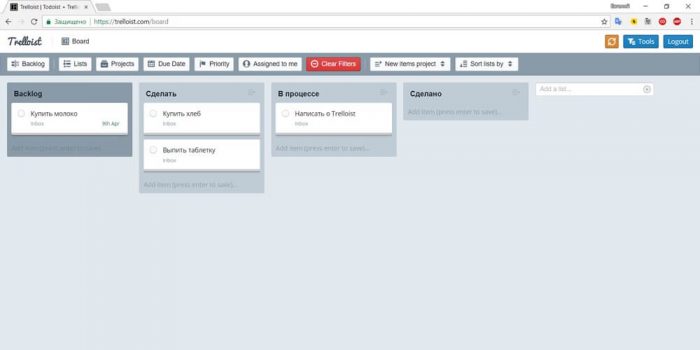 Trelloist | Todoist + Trel
Защищено https://trelloist.com/board
Trelloist Board Tools Logout
Backlog Lists Projects Due Date Priority Assigned to me Clear Filters New items project Sort lists by
Backlog
Купить молоко
Inbox 9th Apr
Add item (press enter to save)...
Сделать
Купить хлеб
Inbox
Выпить таблетку
Inbox
Add item (press enter to save)...
В процессе
Написать о Trelloist
Inbox
Add item (press enter to save)...
Сделано
Add item (press enter to save)...
Add a list...